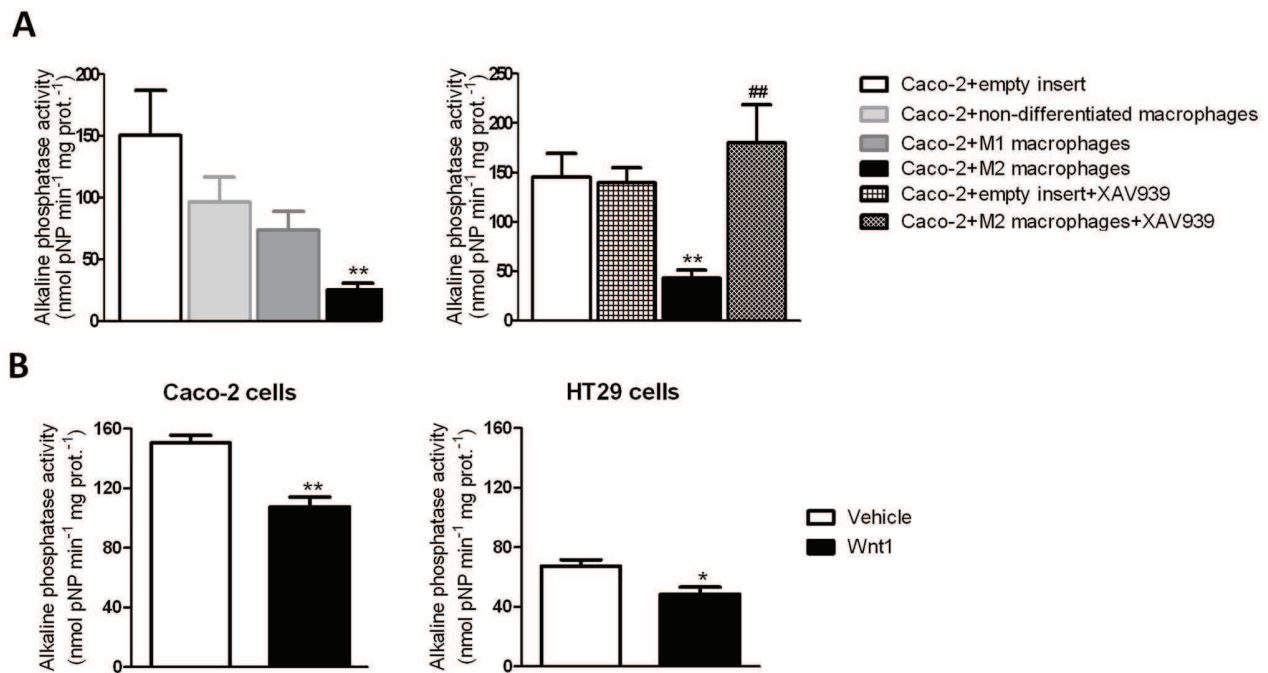 A
Alkaline phosphatase activity
(nmol pNP min⁻¹ mg prot.⁻¹)
200
150
100
50
0
**
Alkaline phosphatase activity
(nmol pNP min⁻¹ mg prot.⁻¹)
250
200
150
100
50
0
**
##
Caco-2+empty insert
Caco-2+non-differentiated macrophages
Caco-2+M1 macrophages
Caco-2+M2 macrophages
Caco-2+empty insert+XAV939
Caco-2+M2 macrophages+XAV939
B
Caco-2 cells
Alkaline phosphatase activity
(nmol pNP min⁻¹ mg prot.⁻¹)
160
120
80
40
0
**
HT29 cells
Alkaline phosphatase activity
(nmol pNP min⁻¹ mg prot.⁻¹)
160
120
80
40
0
*
Vehicle
Wnt1